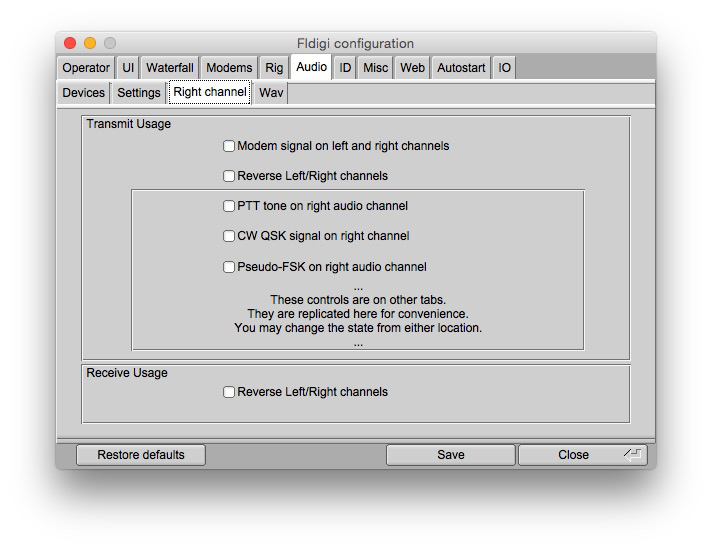 Fldigi configuration
Operator UI Waterfall Modems Rig Audio ID Misc Web Autostart IO
Devices Settings Right channel Wav
Transmit Usage
Modem signal on left and right channels
Reverse Left/Right channels
PTT tone on right audio channel
CW QSK signal on right channel
Pseudo-FSK on right audio channel
...
These controls are on other tabs.
They are replicated here for convenience.
You may change the state from either location.
...
Receive Usage
Reverse Left/Right channels
Restore defaults Save Close